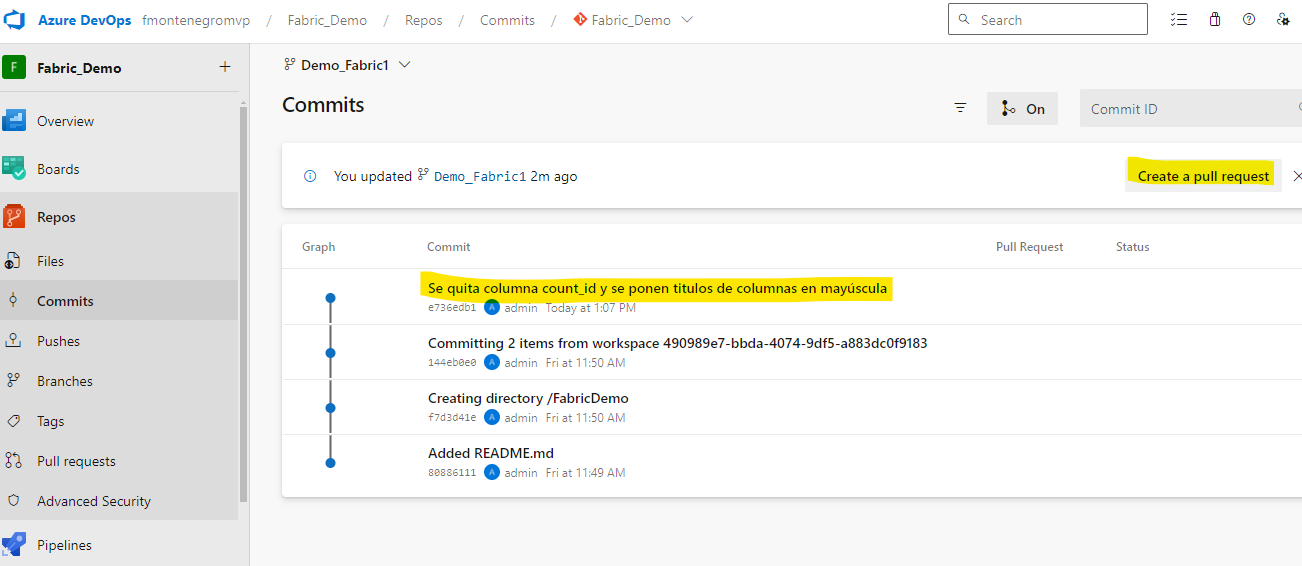 Azure DevOps fmontenegromvp / Fabric_Demo / Repos / Commits / Fabric_Demo
Search
F Fabric_Demo +
Overview
Boards
Repos
Files
Commits
Pushes
Branches
Tags
Pull requests
Advanced Security
Pipelines
Demo_Fabric1
Commits
On
Commit ID
You updated Demo_Fabric1 2m ago
Create a pull request
Graph Commit Pull Request Status
Se quita columna count_id y se ponen titulos de columnas en mayúscula
e736edb1 A admin Today at 1:07 PM
Committing 2 items from workspace 490989e7-bbda-4074-9df5-a883dc0f9183
144eb0e0 A admin Fri at 11:50 AM
Creating directory /FabricDemo
f7d3d41e A admin Fri at 11:50 AM
Added README.md
80886111 A admin Fri at 11:49 AM